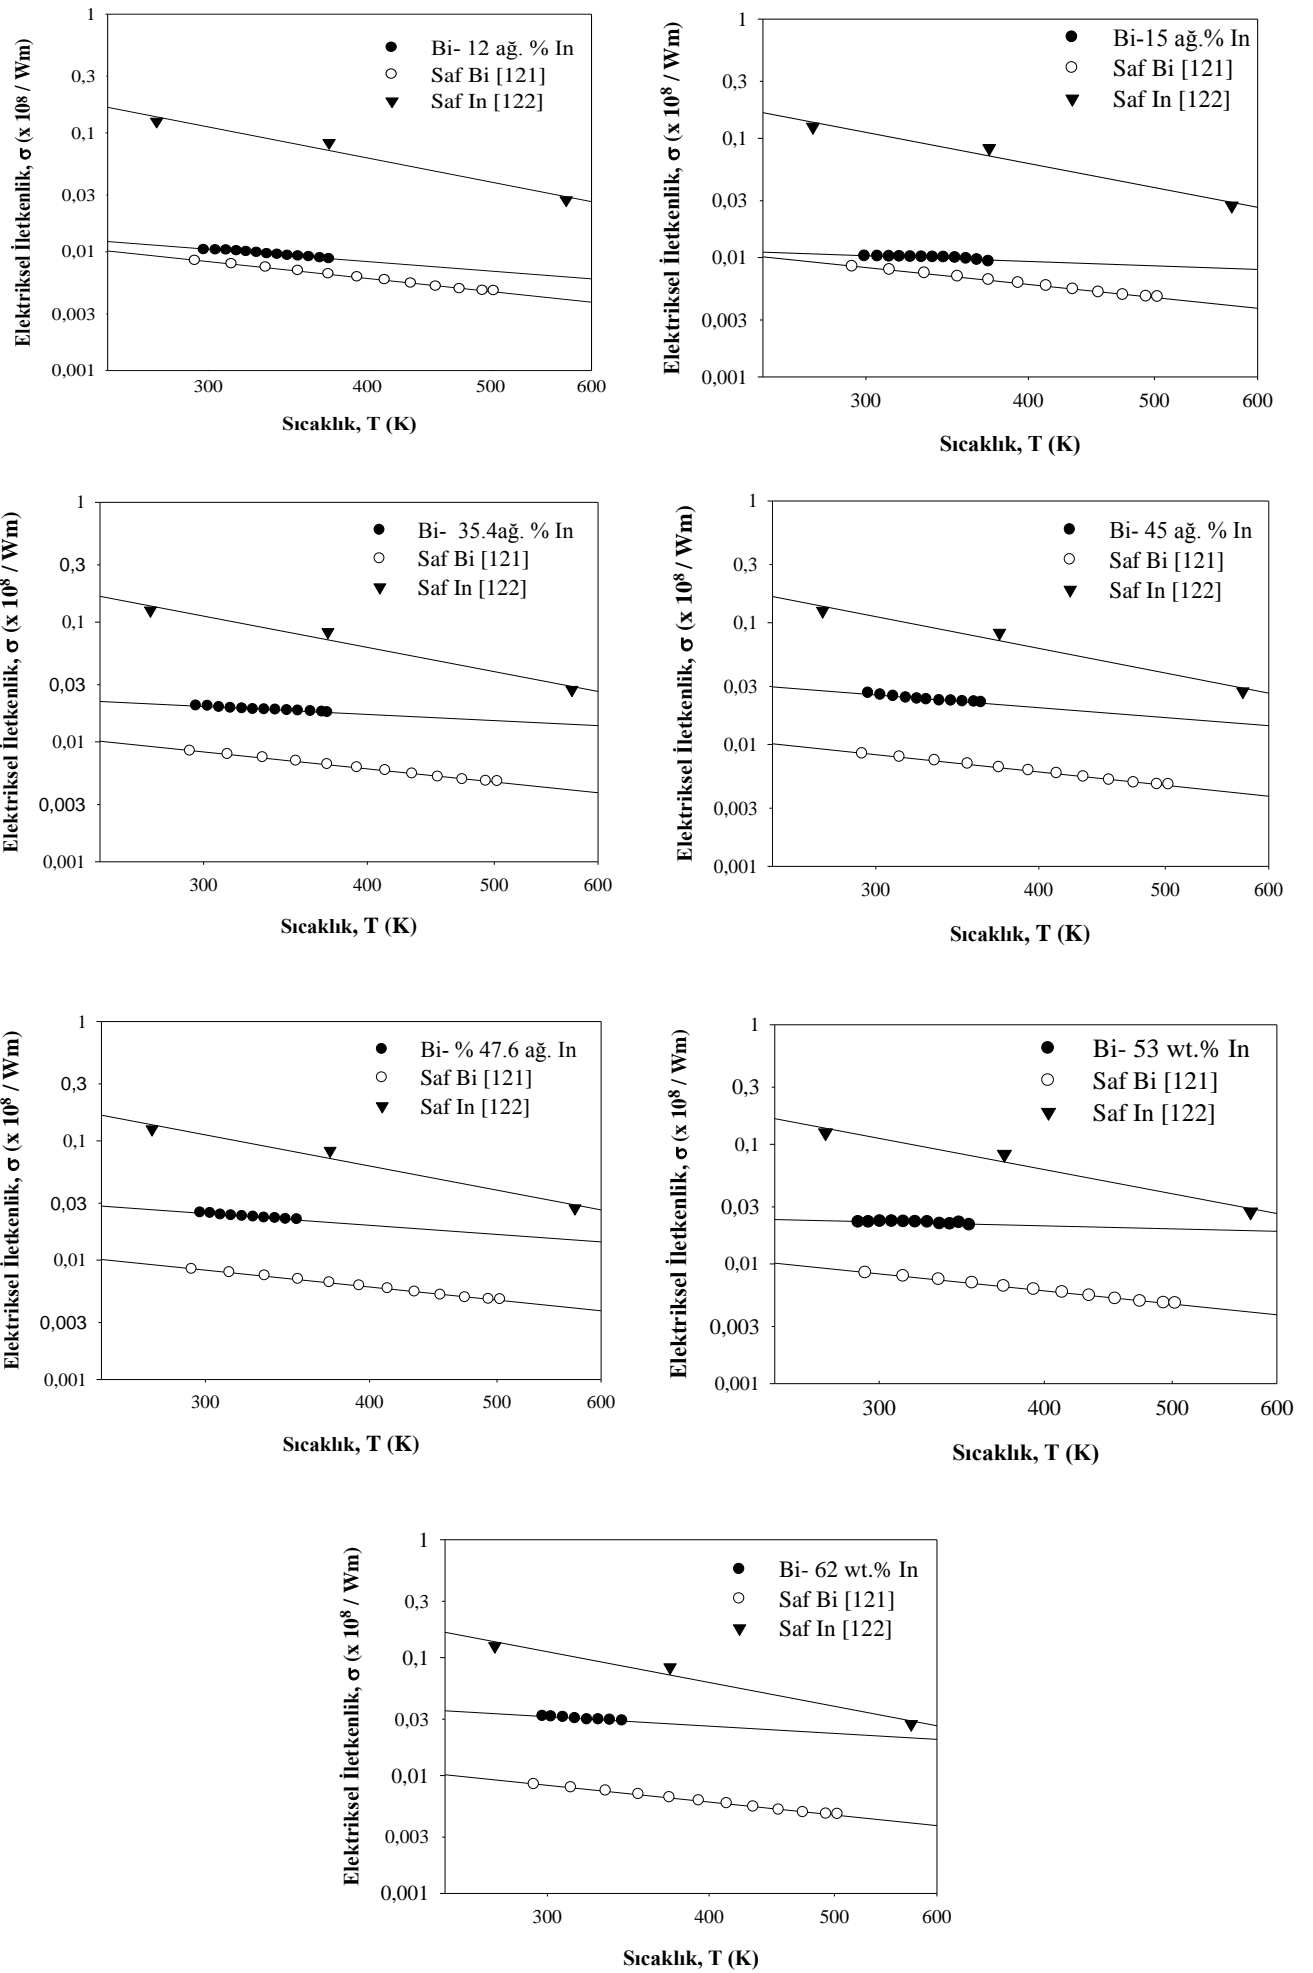 Elektriksel İletkenlik, σ (x 10⁸ / Wm)
1
0,3
0,1
0,03
0,01
0,003
0,001
Bi- 12 ağ. % In
Saf Bi [121]
Saf In [122]
300 400 500 600
Sıcaklık, T (K)
Elektriksel İletkenlik, σ (x 10⁸ / Wm)
1
0,3
0,1
0,03
0,01
0,003
0,001
Bi-15 ağ.% In
Saf Bi [121]
Saf In [122]
300 400 500 600
Sıcaklık, T (K)
Elektriksel İletkenlik, σ (x 10⁸ / Wm)
1
0,3
0,1
0,03
0,01
0,003
0,001
Bi- 35.4ağ. % In
Saf Bi [121]
Saf In [122]
300 400 500 600
Sıcaklık, T (K)
Elektriksel İletkenlik, σ (x 10⁸ / Wm)
1
0,3
0,1
0,03
0,01
0,003
0,001
Bi- 45 ağ. % In
Saf Bi [121]
Saf In [122]
300 400 500 600
Sıcaklık, T (K)
Elektriksel İletkenlik, σ (x 10⁸ / Wm)
1
0,3
0,1
0,03
0,01
0,003
0,001
Bi- % 47.6 ağ. In
Saf Bi [121]
Saf In [122]
300 400 500 600
Sıcaklık, T (K)
Elektriksel İletkenlik, σ (x 10⁸ / Wm)
1
0,3
0,1
0,03
0,01
0,003
0,001
Bi- 53 wt.% In
Saf Bi [121]
Saf In [122]
300 400 500 600
Sıcaklık, T (K)
Elektriksel İletkenlik, σ (x 10⁸ / Wm)
1
0,3
0,1
0,03
0,01
0,003
0,001
Bi- 62 wt.% In
Saf Bi [121]
Saf In [122]
300 400 500 600
Sıcaklık, T (K)